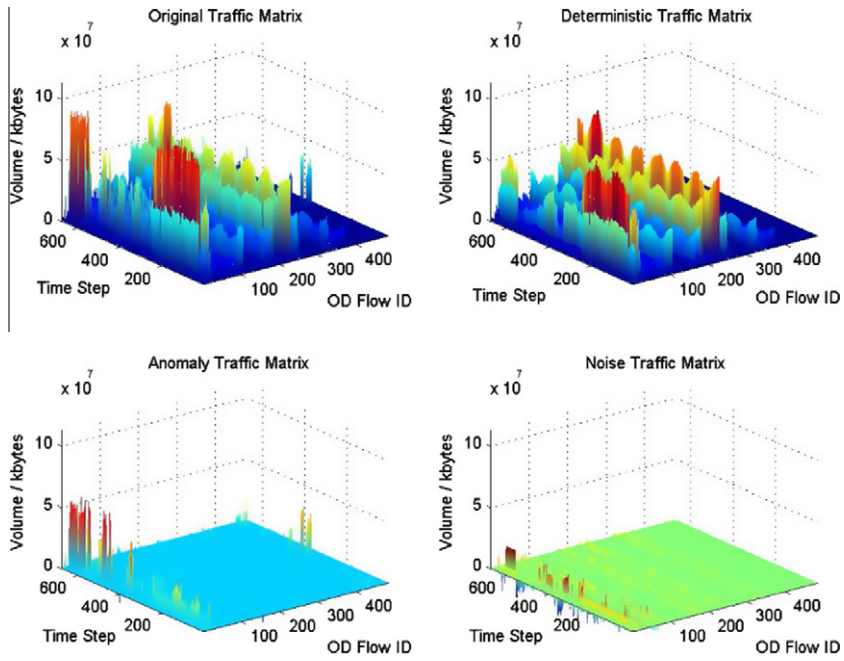 Original Traffic Matrix
x 10 7
Volume / kbytes
10
5
0
600
400
200
Time Step
100
200
300
400
OD Flow ID
Deterministic Traffic Matrix
x 10 7
Volume / kbytes
10
5
0
600
400
200
Time Step
100
200
300
400
OD Flow ID
Anomaly Traffic Matrix
x 10 7
Volume / kbytes
10
5
0
600
400
200
Time Step
100
200
300
400
OD Flow ID
Noise Traffic Matrix
x 10 7
Volume / kbytes
10
5
0
600
400
200
Time Step
100
200
300
400
OD Flow ID